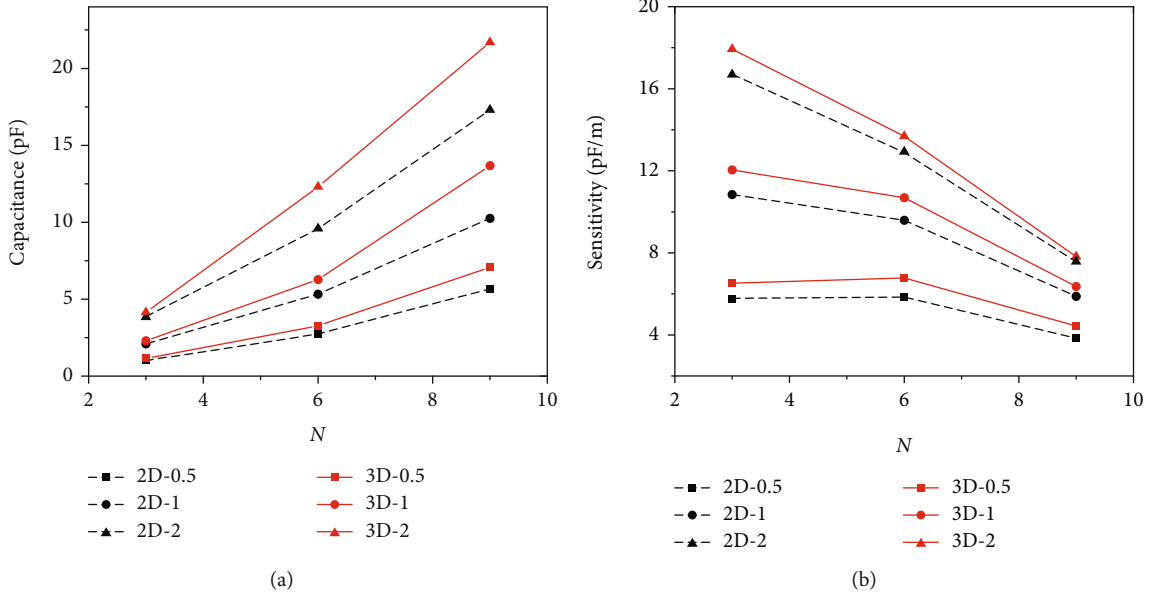 Capacitance (pF)
20
15
10
5
0
2
4
6
8
10
N
2D-0.5
3D-0.5
2D-1
3D-1
2D-2
3D-2
(a)
Sensitivity (pF/m)
20
16
12
8
4
2
4
6
8
10
N
2D-0.5
3D-0.5
2D-1
3D-1
2D-2
3D-2
(b)